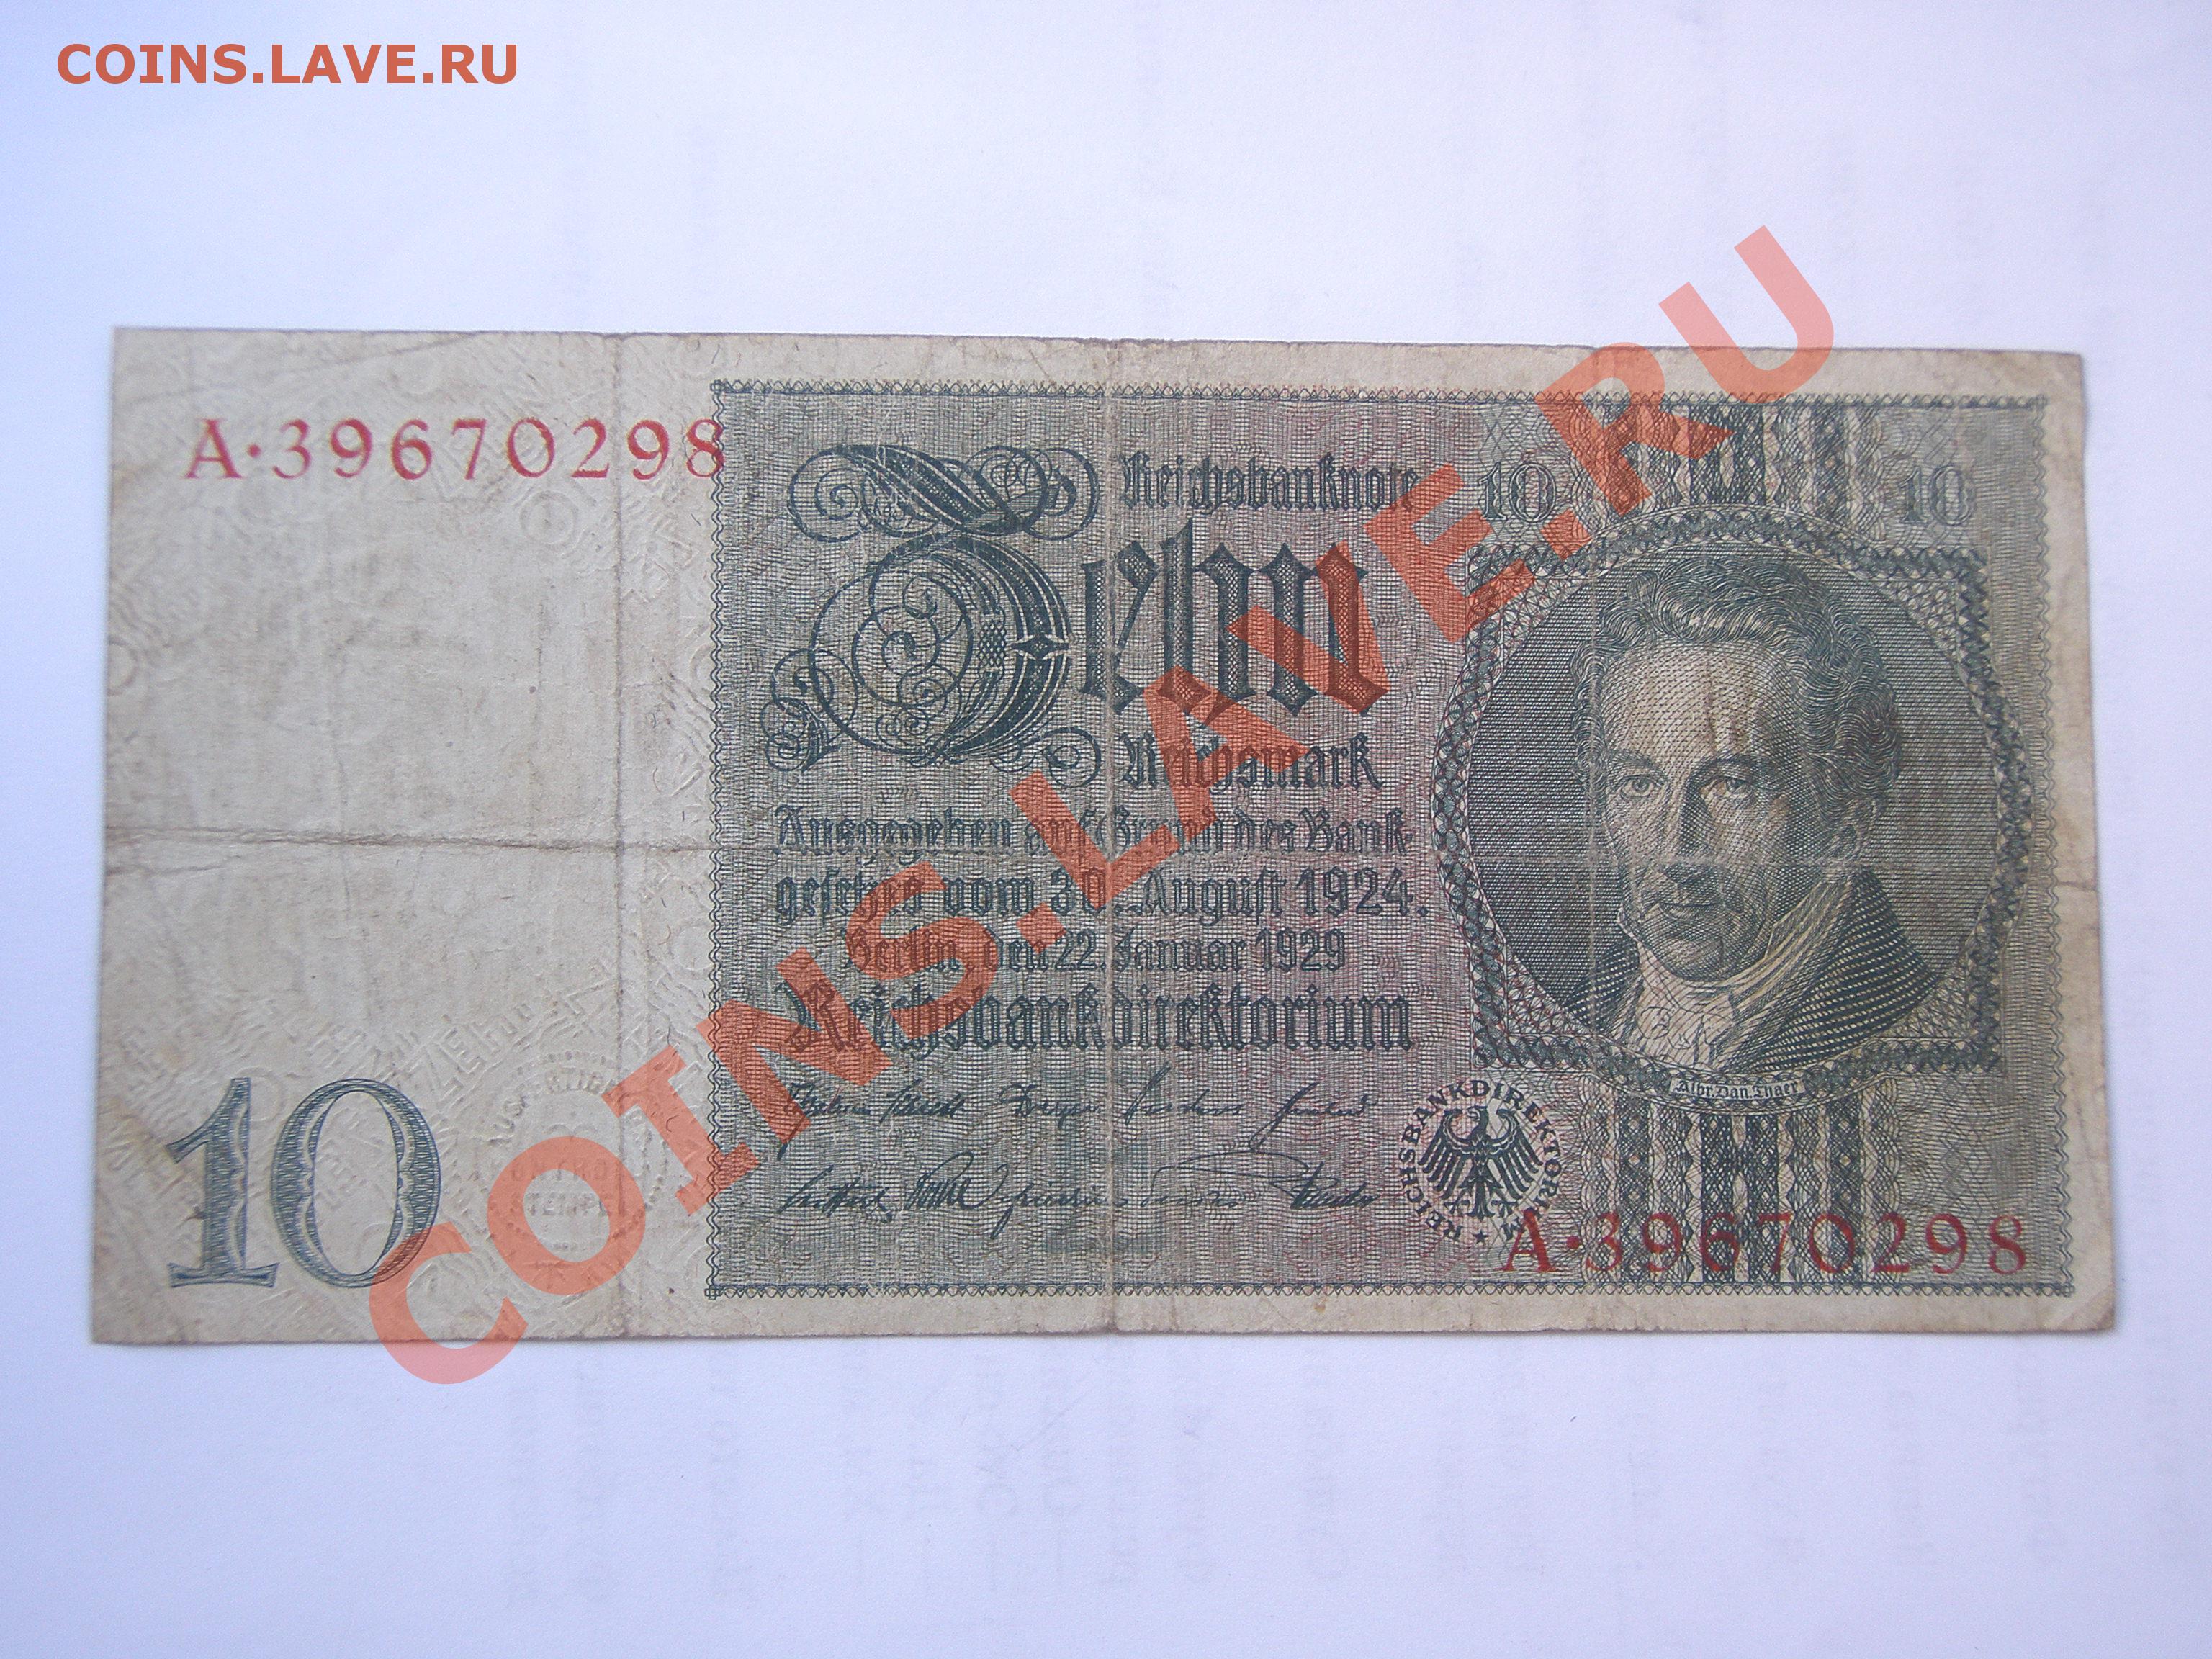 COINS.LAVE.RU
A·39670298
Reichsbanknote
10 10
Zehn
Reichsmark
Ausgegeben auf Grund des Bank-
gesetzes vom 30. August 1924.
Berlin, den 22. Januar 1929
Reichsbankdirektorium
Albr. Dan. Thaer
REICHSBANKDIREKTORIUM
STEMPEL
10
A·39670298
COINS.LAVE.RU